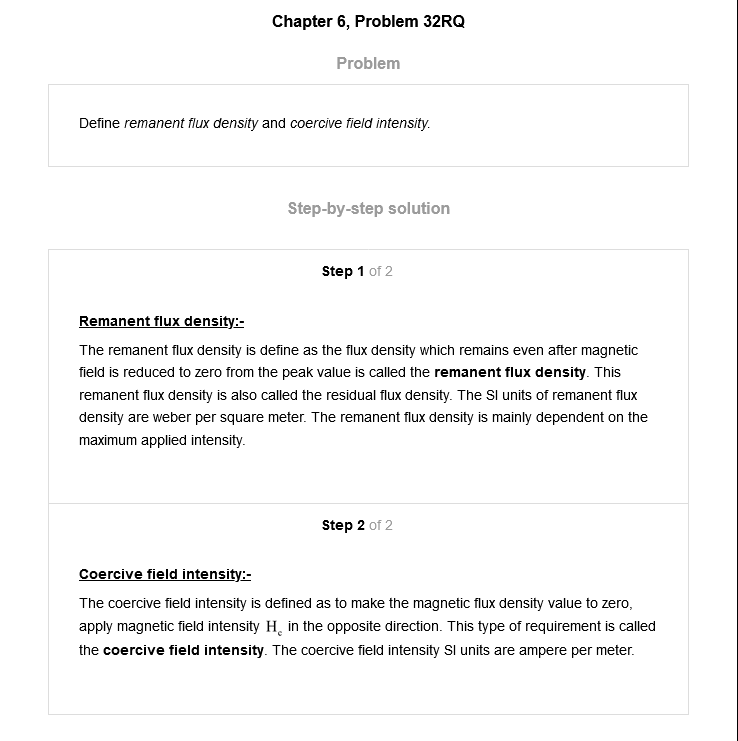 Chapter 6, Problem 32RQ
Problem
Define remanent flux density and coercive field intensity.
Step-by-step solution
Step 1 of 2
Remanent flux density:-
The remanent flux density is define as the flux density which remains even after magnetic
field is reduced to zero from the peak value is called the remanent flux density. This
remanent flux density is also called the residual flux density. The SI units of remanent flux
density are weber per square meter. The remanent flux density is mainly dependent on the
maximum applied intensity.
Step 2 of 2
Coercive field intensity:-
The coercive field intensity is defined as to make the magnetic flux density value to zero,
apply magnetic field intensity H_c in the opposite direction. This type of requirement is called
the coercive field intensity. The coercive field intensity SI units are ampere per meter.